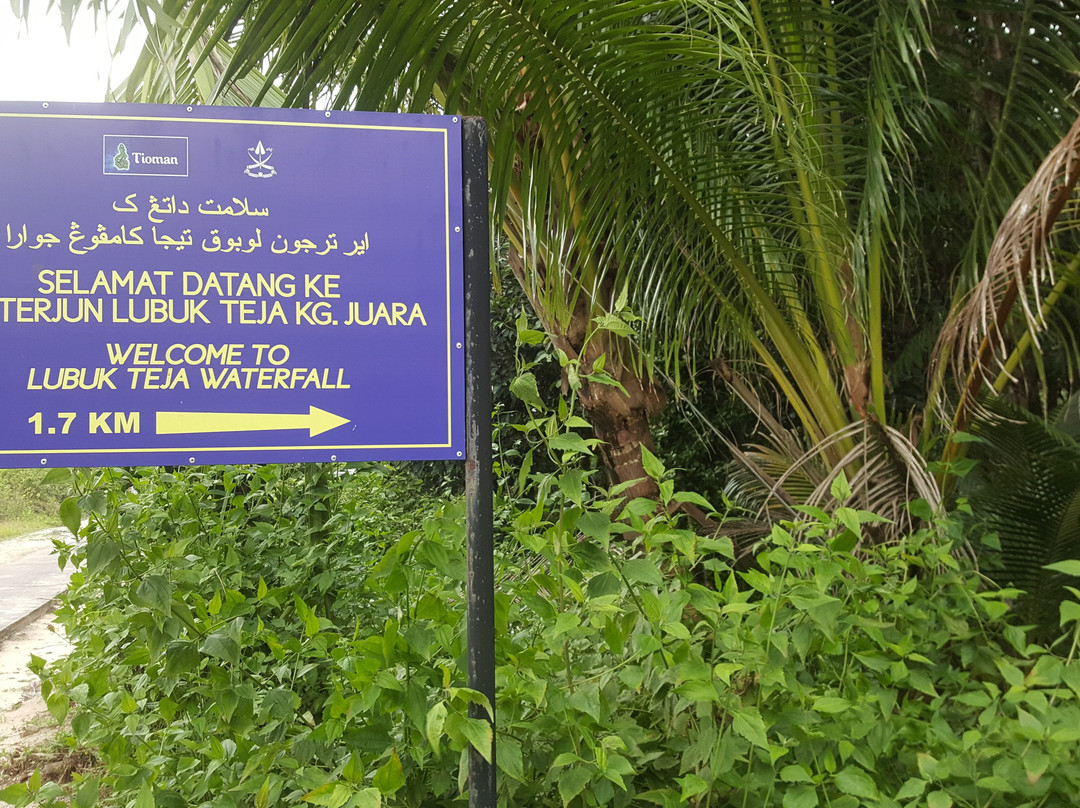 Tioman
سلامت داتڠ ک
اير ترجون لوبوق تيجا كامڤوڠ جوارا
SELAMAT DATANG KE
TERJUN LUBUK TEJA KG. JUARA
WELCOME TO
LUBUK TEJA WATERFALL
1.7 KM